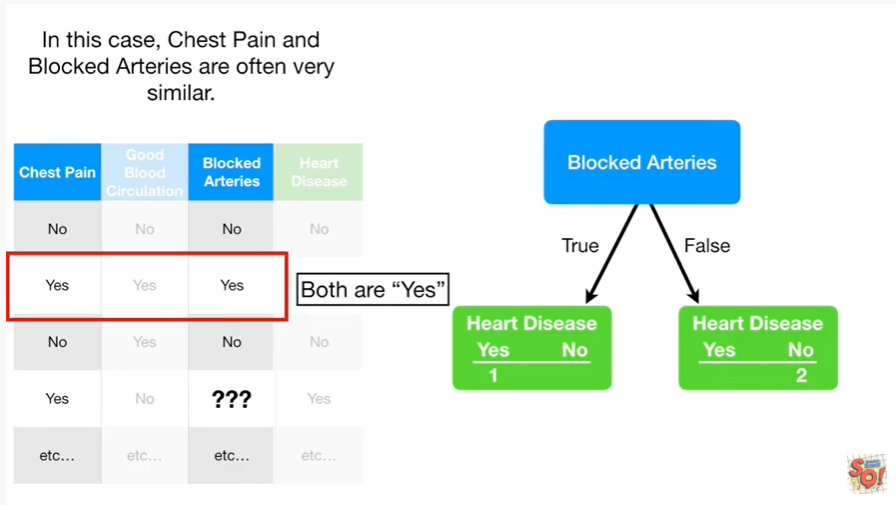 In this case, Chest Pain and
Blocked Arteries are often very
similar.
Chest Pain Good Blood Circulation Blocked Arteries Heart Disease
No No No No
Yes Yes Yes
Both are “Yes”
No Yes No No
Yes No ??? Yes
etc… etc… etc… etc…
Blocked Arteries
True False
Heart Disease
Yes No
1
Heart Disease
Yes No
2
SQ!